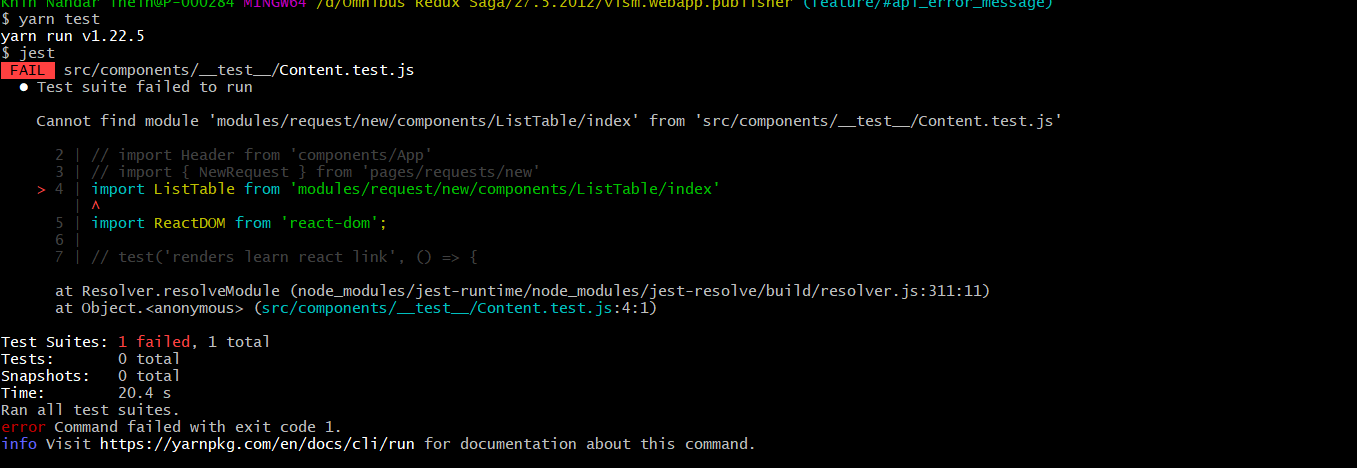 Khin Nandar Thein@P-000284 MINGW64 /d/Omnibus Redux Saga/27.5.2012/vism.webapp.publisher (feature/#api_error_message)
$ yarn test
yarn run v1.22.5
$ jest
FAIL src/components/__test__/Content.test.js
● Test suite failed to run
Cannot find module 'modules/request/new/components/ListTable/index' from 'src/components/__test__/Content.test.js'
2 | // import Header from 'components/App'
3 | // import { NewRequest } from 'pages/requests/new'
> 4 | import ListTable from 'modules/request/new/components/ListTable/index'
| ^
5 | import ReactDOM from 'react-dom';
6 |
7 | // test('renders learn react link', () => {
at Resolver.resolveModule (node_modules/jest-runtime/node_modules/jest-resolve/build/resolver.js:311:11)
at Object.<anonymous> (src/components/__test__/Content.test.js:4:1)
Test Suites: 1 failed, 1 total
Tests: 0 total
Snapshots: 0 total
Time: 20.4 s
Ran all test suites.
error Command failed with exit code 1.
info Visit https://yarnpkg.com/en/docs/cli/run for documentation about this command.